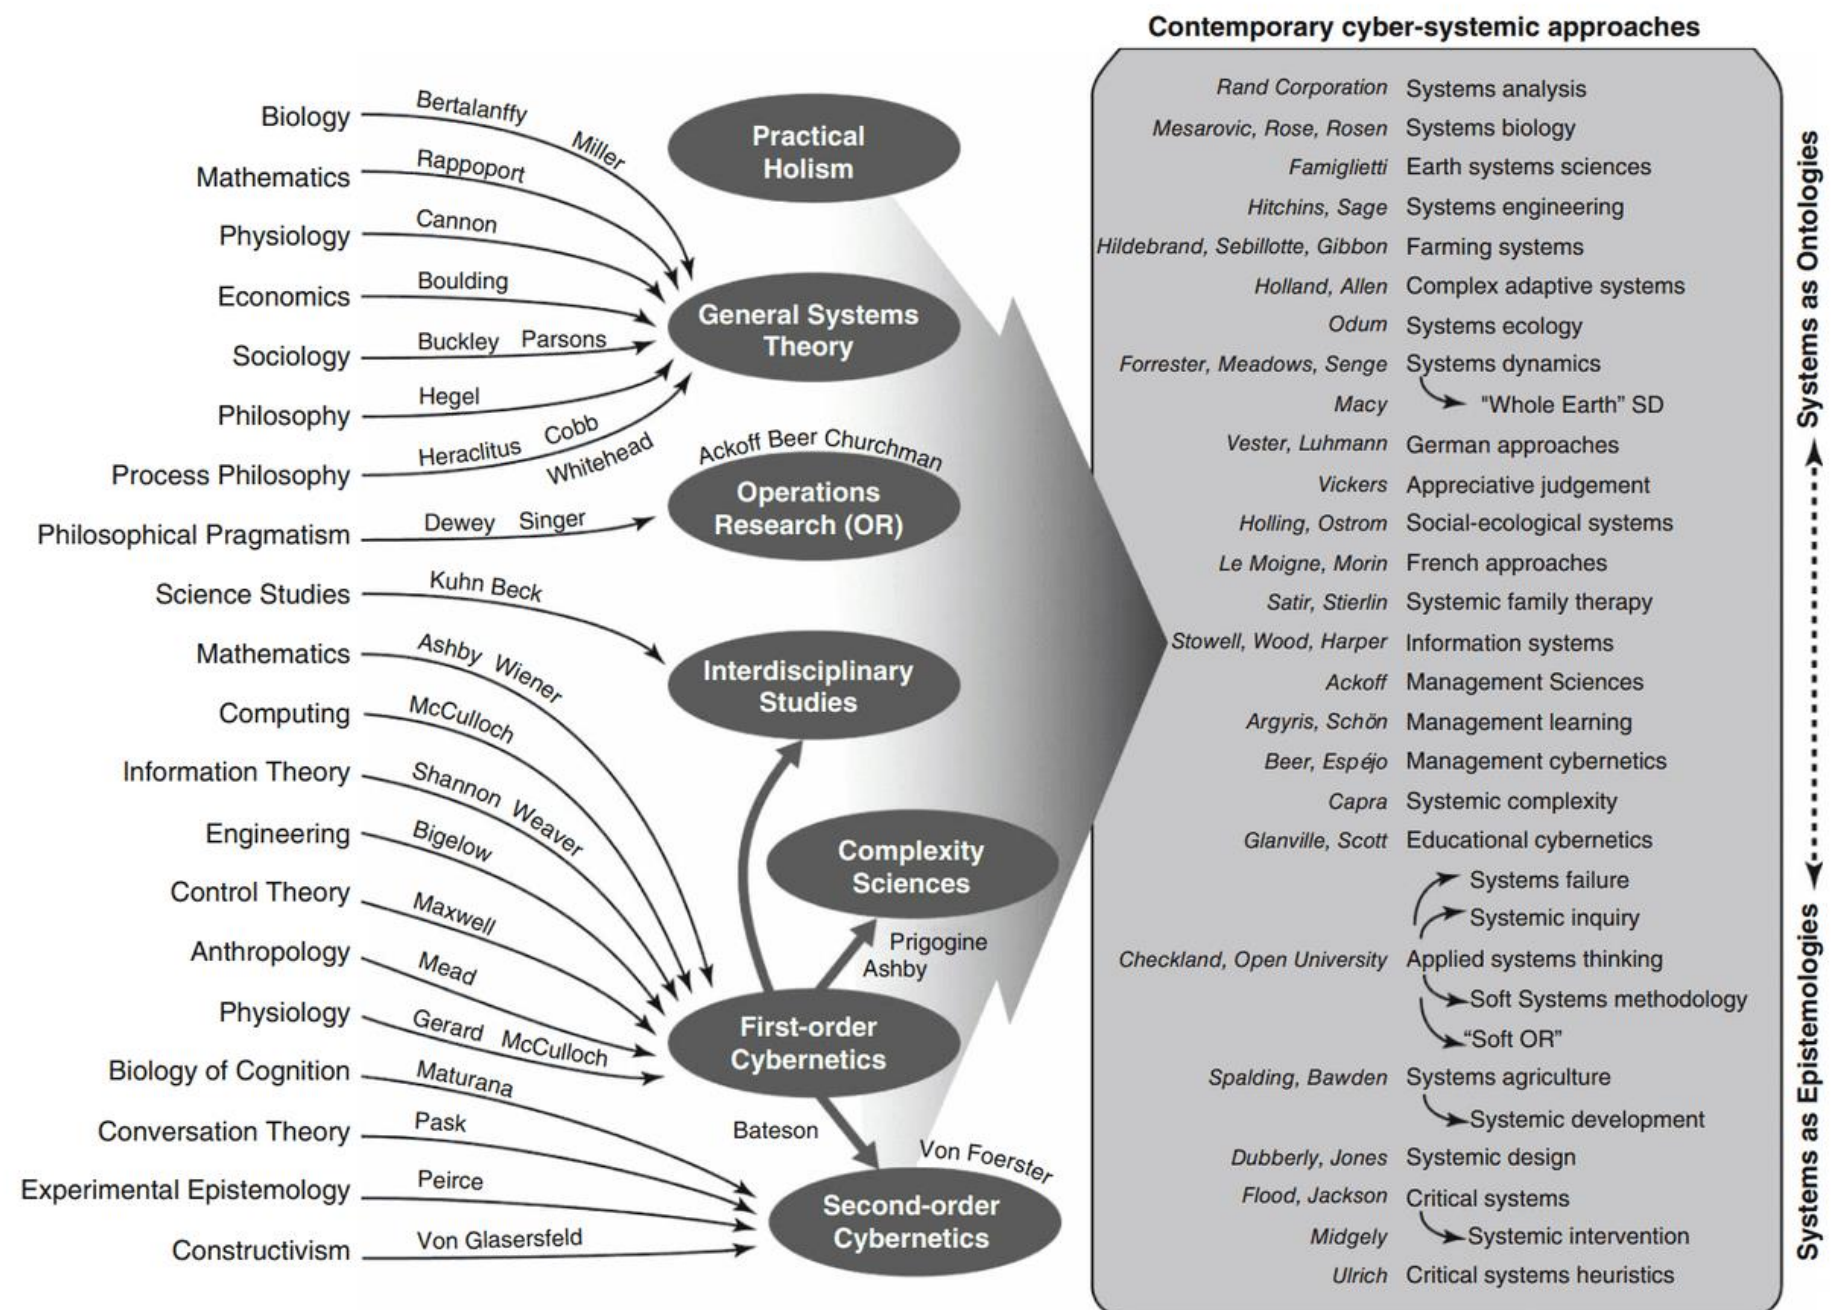 Contemporary cyber-systemic approaches
Biology
Bertalanffy Miller
Mathematics
Rappoport
Physiology
Cannon
Economics
Boulding
Sociology
Buckley Parsons
Philosophy
Hegel
Process Philosophy
Heraclitus Cobb
Whitehead
Philosophical Pragmatism
Dewey Singer
Science Studies
Kuhn Beck
Mathematics
Ashby Wiener
Computing
McCulloch
Information Theory
Shannon Weaver
Engineering
Bigelow
Control Theory
Maxwell
Anthropology
Mead
Physiology
Gerard McCulloch
Biology of Cognition
Maturana
Conversation Theory
Pask
Experimental Epistemology
Peirce
Constructivism
Von Glasersfeld
Practical
Holism
General Systems
Theory
Ackoff Beer Churchman
Operations
Research (OR)
Interdisciplinary
Studies
Complexity
Sciences
Prigogine
Ashby
First-order
Cybernetics
Bateson
Von Foerster
Second-order
Cybernetics
Rand Corporation Systems analysis
Mesarovic, Rose, Rosen Systems biology
Famiglietti Earth systems sciences
Hitchins, Sage Systems engineering
Hildebrand, Sebillotte, Gibbon Farming systems
Holland, Allen Complex adaptive systems
Odum Systems ecology
Forrester, Meadows, Senge Systems dynamics
Macy “Whole Earth” SD
Vester, Luhmann German approaches
Vickers Appreciative judgement
Holling, Ostrom Social-ecological systems
Le Moigne, Morin French approaches
Satir, Stierlin Systemic family therapy
Stowell, Wood, Harper Information systems
Ackoff Management Sciences
Argyris, Schön Management learning
Beer, Espéjo Management cybernetics
Capra Systemic complexity
Glanville, Scott Educational cybernetics
Systems failure
Systemic inquiry
Checkland, Open University Applied systems thinking
Soft Systems methodology
“Soft OR”
Spalding, Bawden Systems agriculture
Systemic development
Dubberly, Jones Systemic design
Flood, Jackson Critical systems
Midgely Systemic intervention
Ulrich Critical systems heuristics
Systems as Ontologies
Systems as Epistemologies